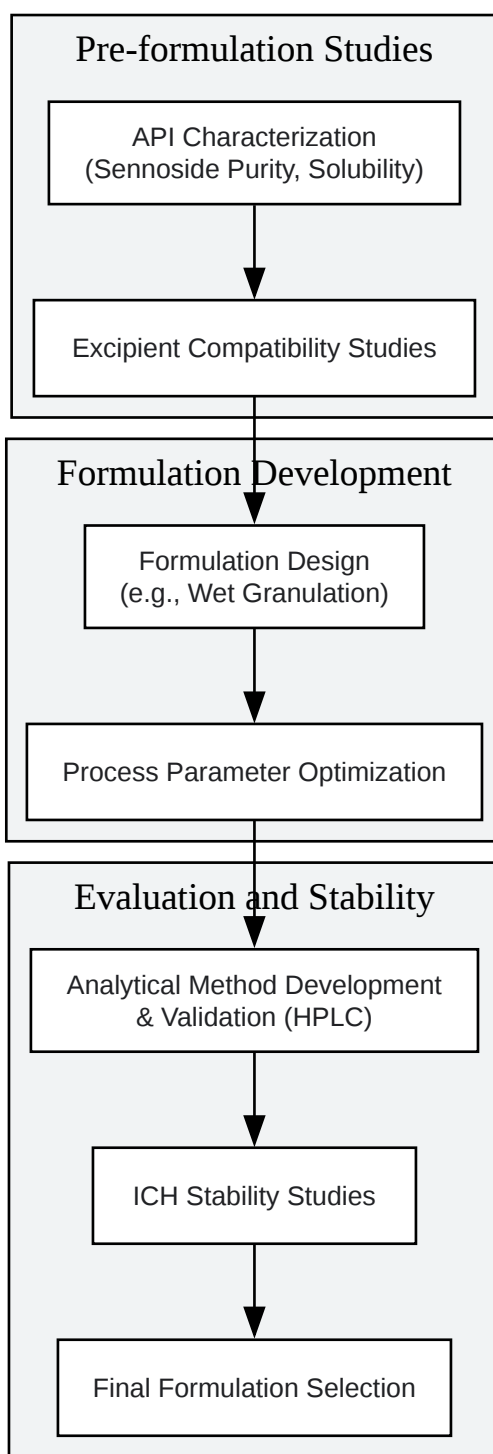 Pre-formulation Studies
API Characterization
(Sennoside Purity, Solubility)
Excipient Compatibility Studies
Formulation Development
Formulation Design
(e.g., Wet Granulation)
Process Parameter Optimization
Evaluation and Stability
Analytical Method Development
& Validation (HPLC)
ICH Stability Studies
Final Formulation Selection